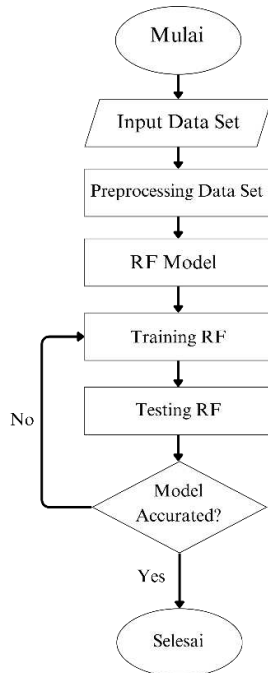 Mulai
Input Data Set
Preprocessing Data Set
RF Model
Training RF
No
Testing RF
Model
Accurated?
Yes
Selesai